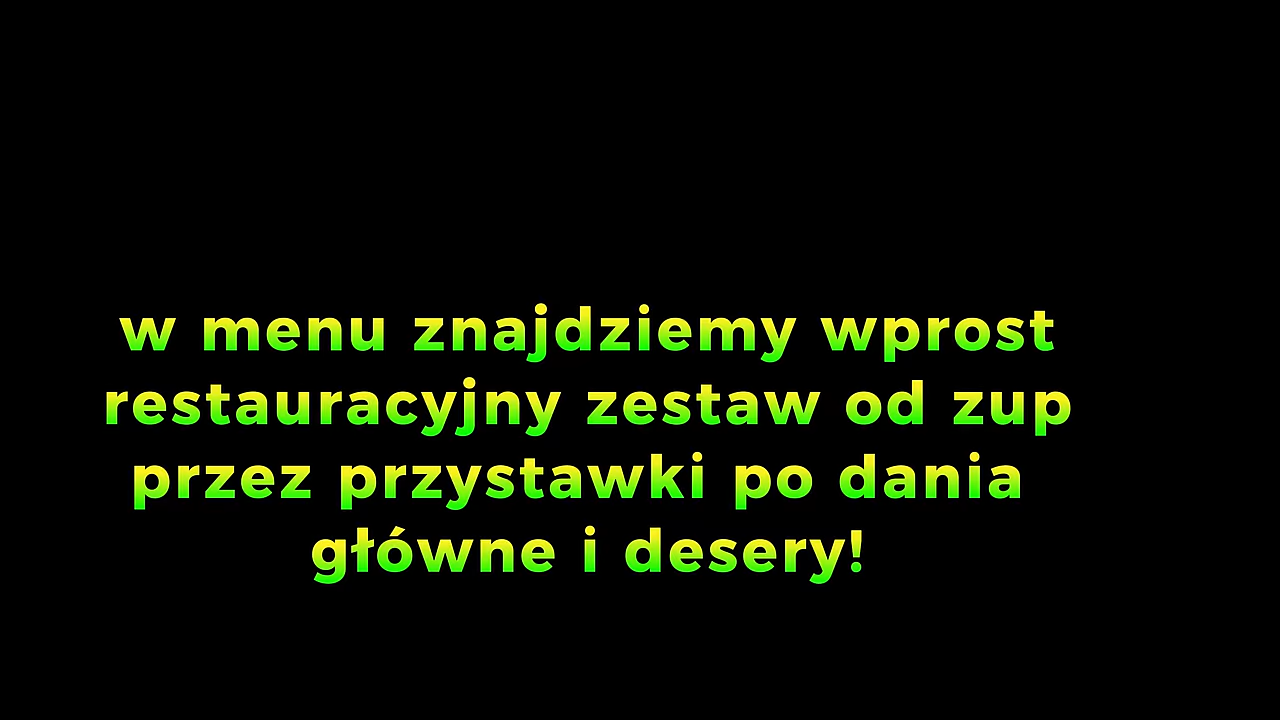 w menu znajdziemy wprost
restauracyjny zestaw od zup
przez przystawki po dania
główne i desery!